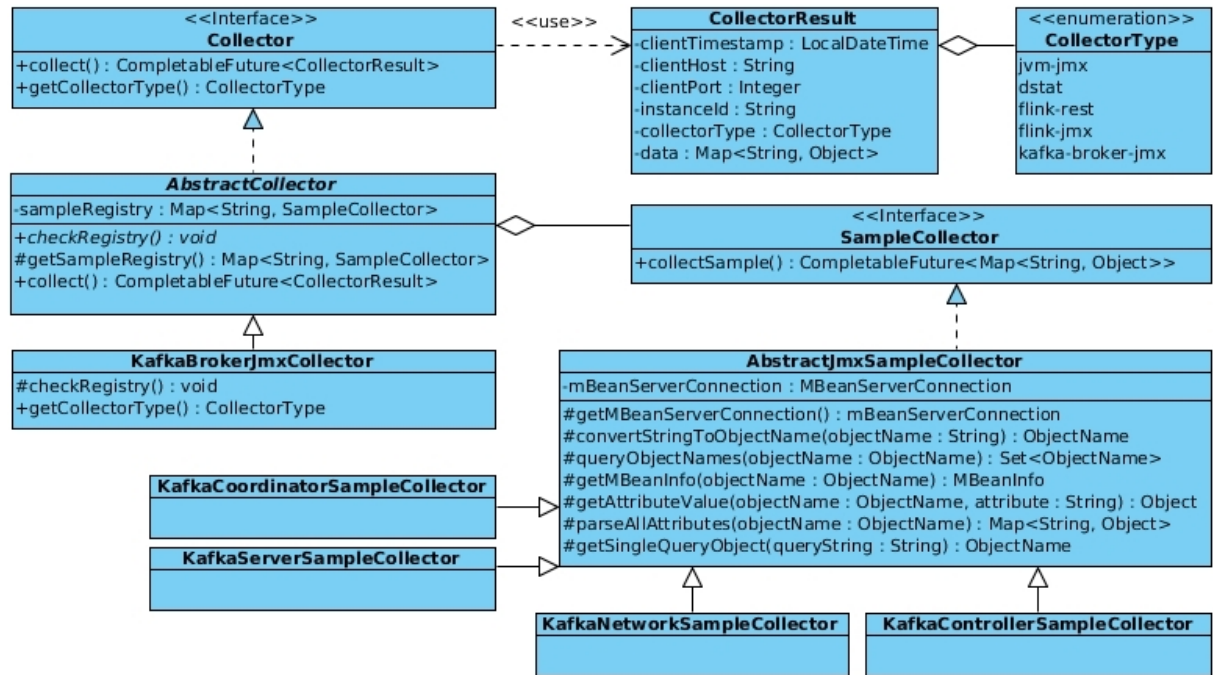 <<Interface>>
Collector
+collect() : CompletableFuture<CollectorResult>
+getCollectorType() : CollectorType
<<use>>
CollectorResult
-clientTimestamp : LocalDateTime
-clientHost : String
-clientPort : Integer
-instanceId : String
-collectorType : CollectorType
-data : Map<String, Object>
<<enumeration>>
CollectorType
jvm-jmx
dstat
flink-rest
flink-jmx
kafka-broker-jmx
AbstractCollector
-sampleRegistry : Map<String, SampleCollector>
+checkRegistry() : void
#getSampleRegistry() : Map<String, SampleCollector>
+collect() : CompletableFuture<CollectorResult>
<<Interface>>
SampleCollector
+collectSample() : CompletableFuture<Map<String, Object>>
KafkaBrokerJmxCollector
#checkRegistry() : void
+getCollectorType() : CollectorType
AbstractJmxSampleCollector
-mBeanServerConnection : MBeanServerConnection
#getMBeanServerConnection() : mBeanServerConnection
#convertStringToObjectName(objectName : String) : ObjectName
#queryObjectNames(objectName : ObjectName) : Set<ObjectName>
#getMBeanInfo(objectName : ObjectName) : MBeanInfo
#getAttributeValue(objectName : ObjectName, attribute : String) : Object
#parseAllAttributes(objectName : ObjectName) : Map<String, Object>
#getSingleQueryObject(queryString : String) : ObjectName
KafkaCoordinatorSampleCollector
KafkaServerSampleCollector
KafkaNetworkSampleCollector
KafkaControllerSampleCollector